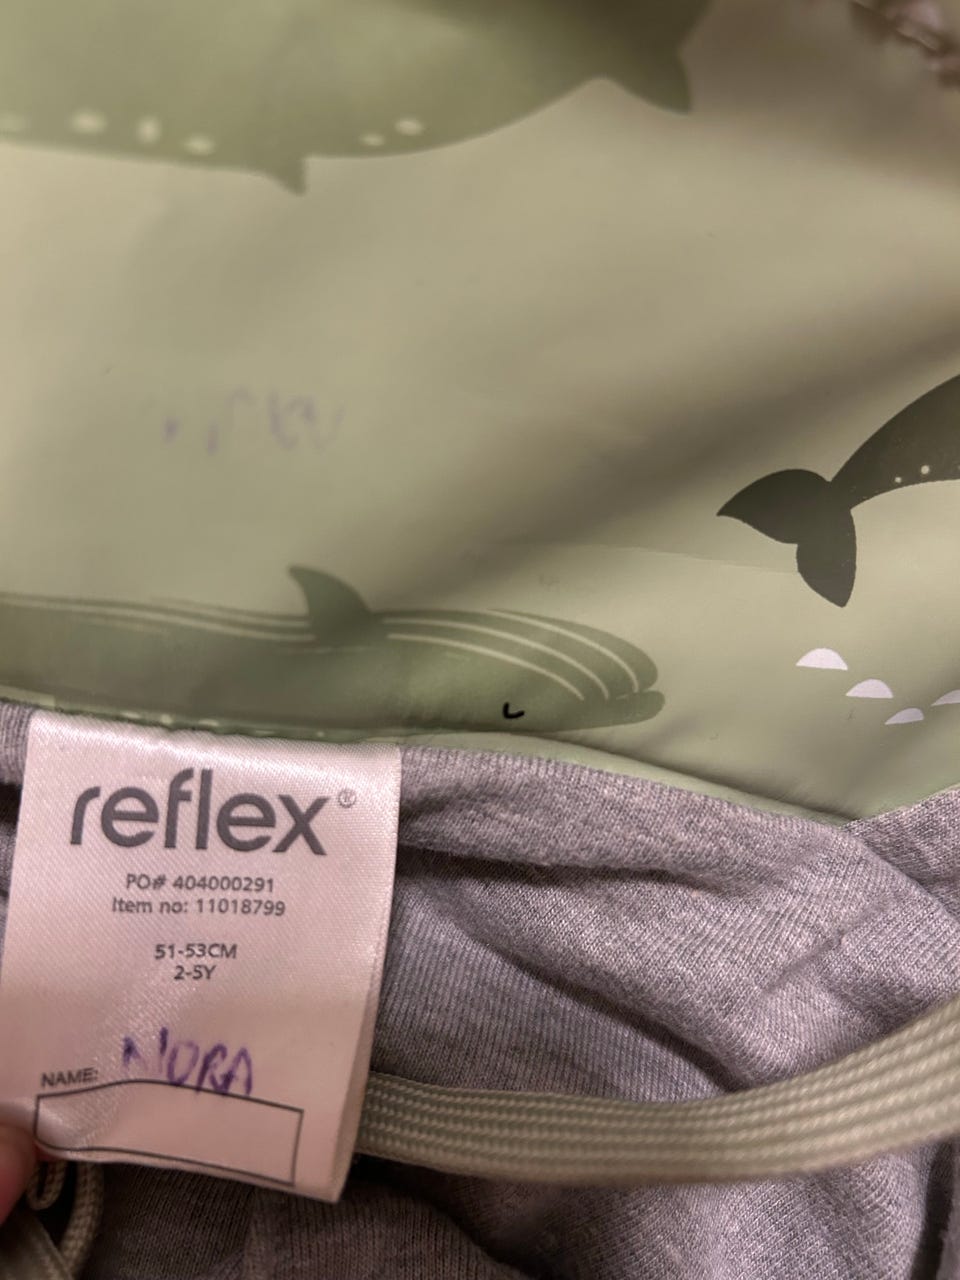 reflex®
PO# 404000291
Item no: 11018799
51-53CM
2-5Y
NORA
NAME: